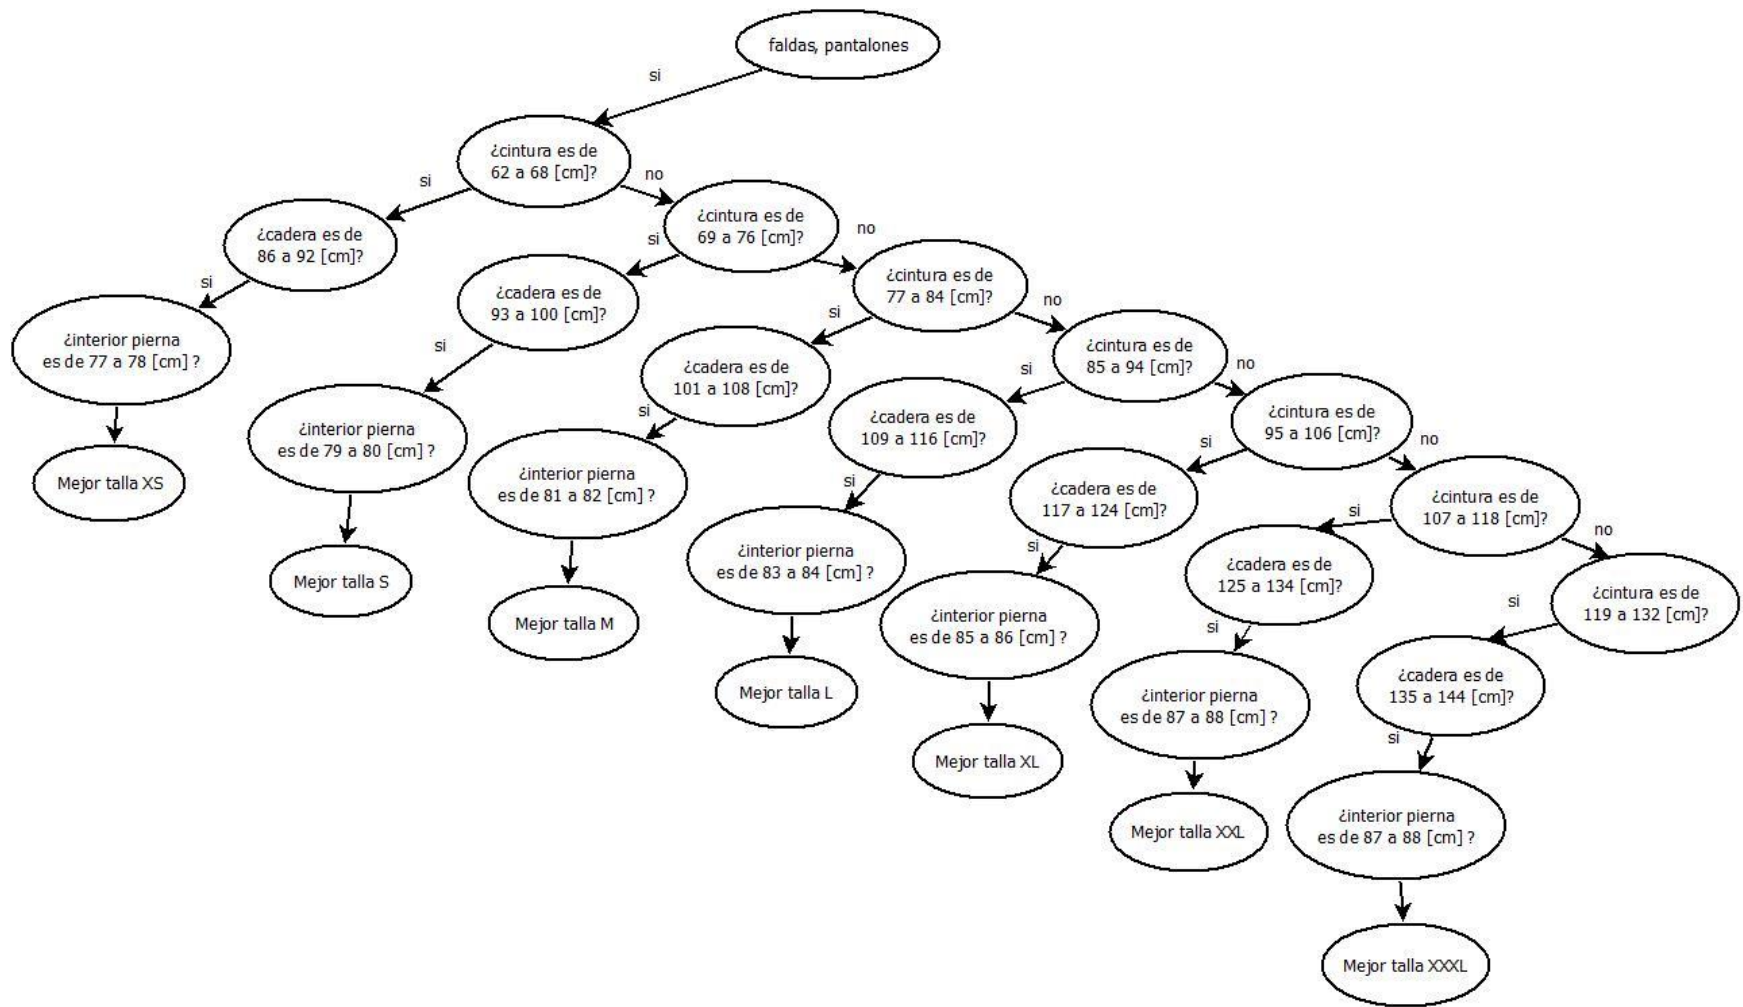 faldas, pantalones
si
¿cintura es de
62 a 68 [cm]?
si
no
¿cadera es de
86 a 92 [cm]?
si
¿interior pierna
es de 77 a 78 [cm] ?
Mejor talla XS
¿cintura es de
69 a 76 [cm]?
si
no
¿cadera es de
93 a 100 [cm]?
si
¿interior pierna
es de 79 a 80 [cm] ?
Mejor talla S
¿cintura es de
77 a 84 [cm]?
si
no
¿cadera es de
101 a 108 [cm]?
si
¿interior pierna
es de 81 a 82 [cm] ?
Mejor talla M
¿cintura es de
85 a 94 [cm]?
si
no
¿cadera es de
109 a 116 [cm]?
si
¿interior pierna
es de 83 a 84 [cm] ?
Mejor talla L
¿cintura es de
95 a 106 [cm]?
si
no
¿cadera es de
117 a 124 [cm]?
si
¿interior pierna
es de 85 a 86 [cm] ?
Mejor talla XL
¿cintura es de
107 a 118 [cm]?
si
no
¿cadera es de
125 a 134 [cm]?
si
¿interior pierna
es de 87 a 88 [cm] ?
Mejor talla XXL
¿cintura es de
119 a 132 [cm]?
si
¿cadera es de
135 a 144 [cm]?
si
¿interior pierna
es de 87 a 88 [cm] ?
Mejor talla XXXL